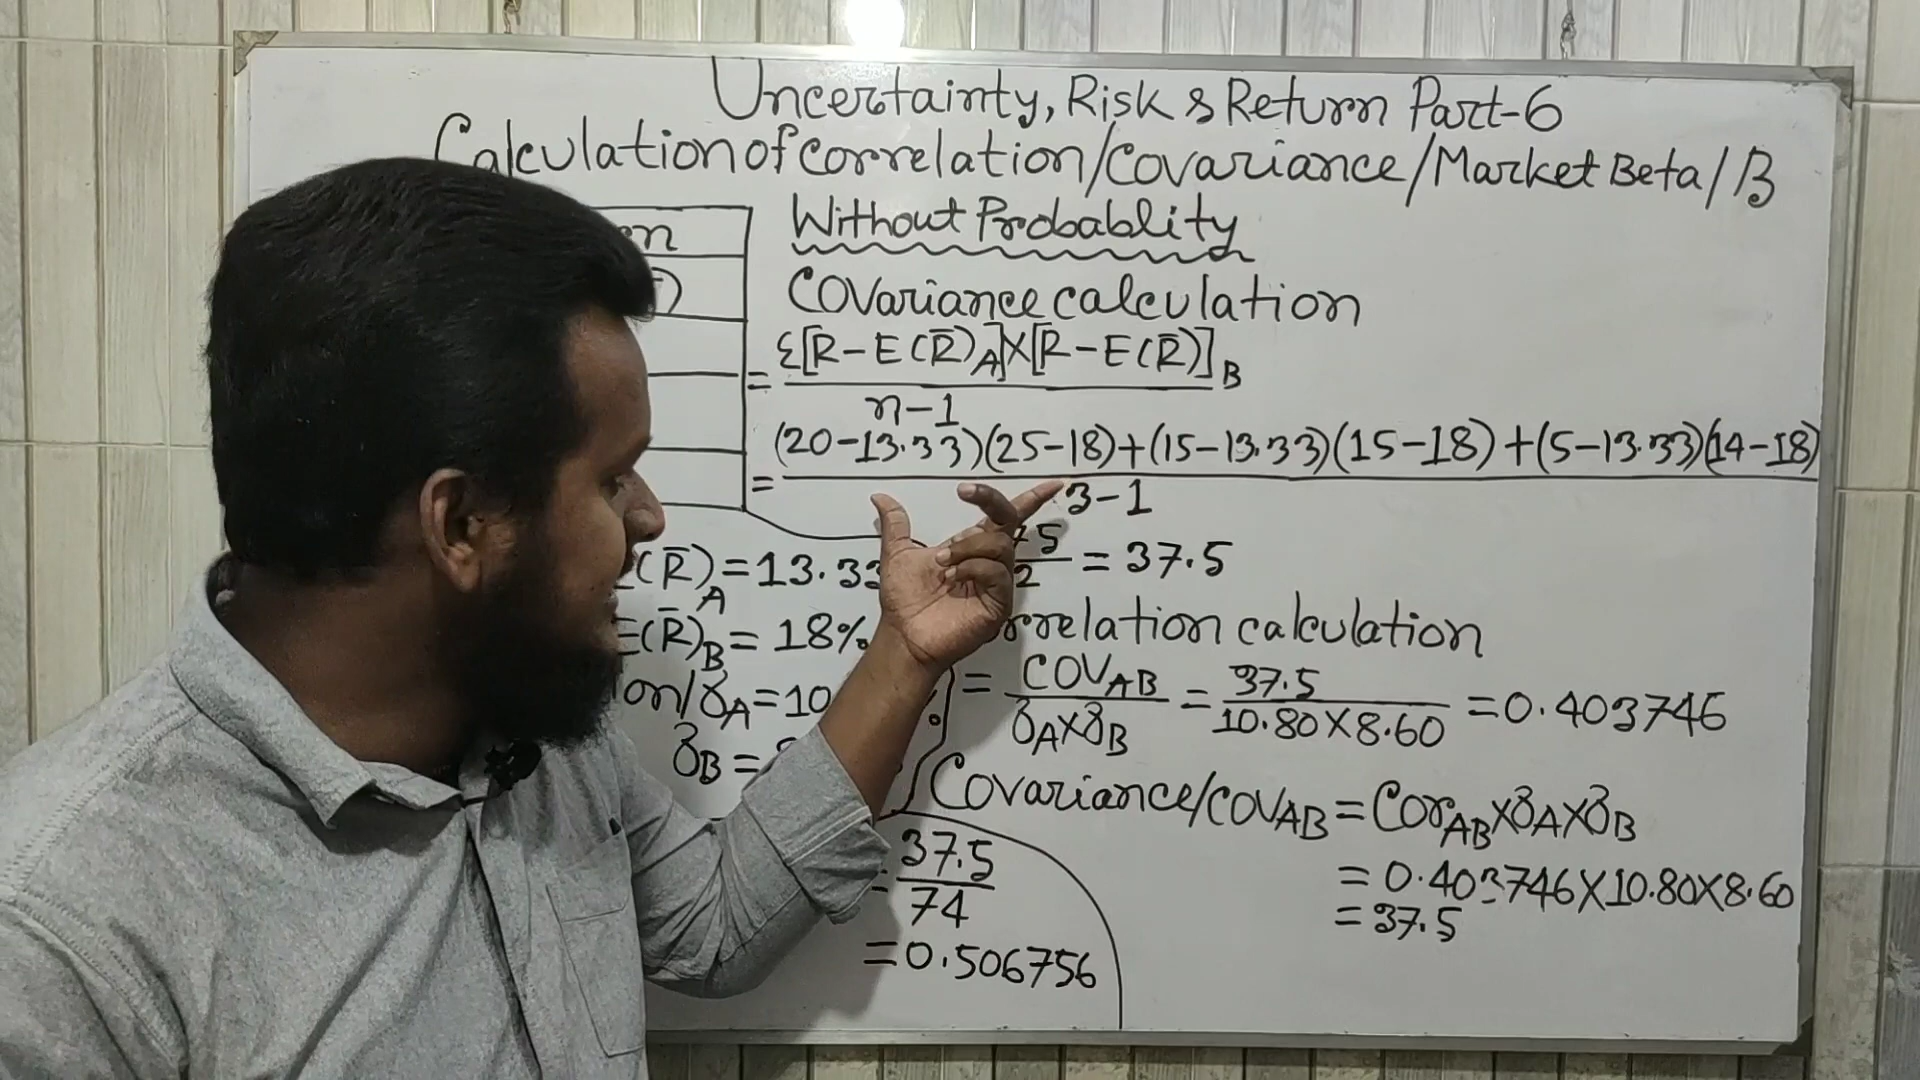 Uncertainty, Risk & Return Part-6
Calculation of correlation/covariance/Market Beta/B
Without Probablity
Covariance calculation
= Σ[R-E(R̄)A]×[R-E(R̄)]B
n-1
= (20-13.33)(25-18)+(15-13.33)(15-18)+(5-13.33)(14-18)
3-1
= 37.5
E(R̄)A=13.33
E(R̄)B= 18%
relation calculation
= COVAB / δA×δB = 37.5 / 10.80×8.60 =0.403746
δA=10
δB=
Covariance/COVAB = CorAB×δA×δB
= 0.403746×10.80×8.60
= 37.5
= 37.5
74
=0.506756